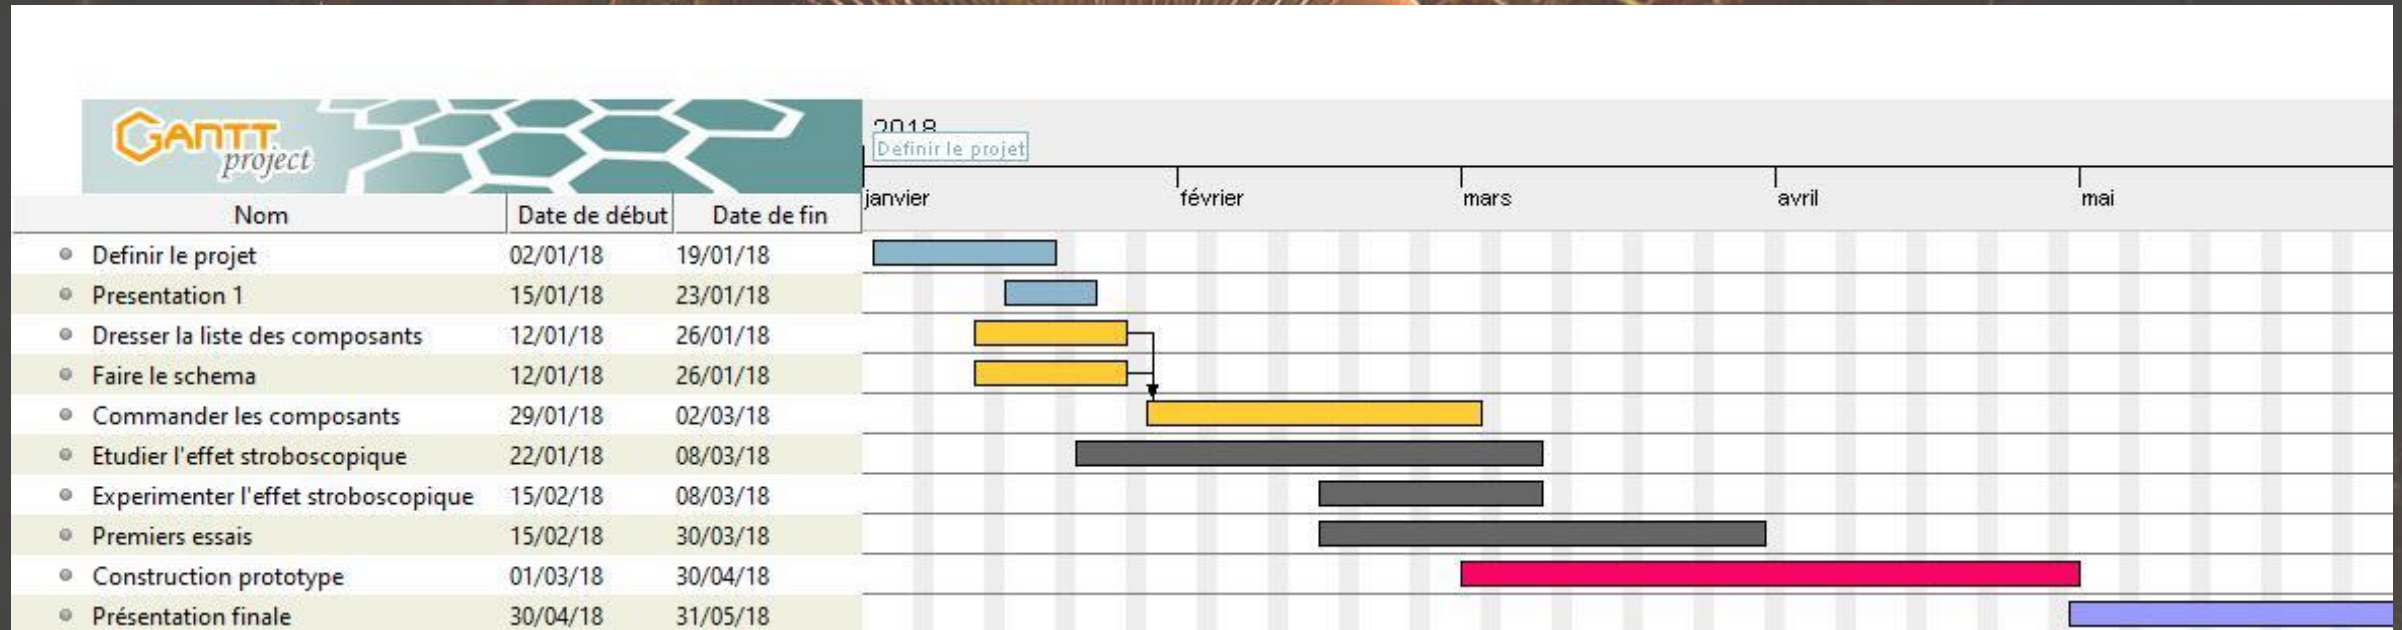 GANTT
project
2018
Definir le projet
janvier février mars avril mai
Nom Date de début Date de fin
Definir le projet 02/01/18 19/01/18
Presentation 1 15/01/18 23/01/18
Dresser la liste des composants 12/01/18 26/01/18
Faire le schema 12/01/18 26/01/18
Commander les composants 29/01/18 02/03/18
Etudier l'effet stroboscopique 22/01/18 08/03/18
Experimenter l'effet stroboscopique 15/02/18 08/03/18
Premiers essais 15/02/18 30/03/18
Construction prototype 01/03/18 30/04/18
Présentation finale 30/04/18 31/05/18